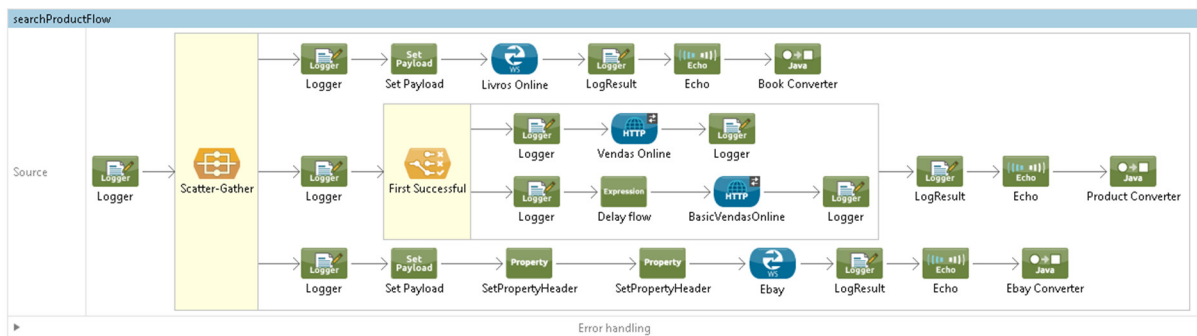 searchProductFlow
Source
Logger
Logger
Scatter-Gather
Logger
Logger
Set
Payload
Set Payload
WS
Livros Online
Logger
LogResult
Echo
Echo
Java
Book Converter
Logger
Logger
First Successful
Logger
Logger
HTTP
Vendas Online
Logger
Logger
Logger
Logger
Expression
Delay flow
HTTP
BasicVendasOnline
Logger
Logger
Logger
LogResult
Echo
Echo
Java
Product Converter
Logger
Logger
Set
Payload
Set Payload
Property
SetPropertyHeader
Property
SetPropertyHeader
WS
Ebay
Logger
LogResult
Echo
Echo
Java
Ebay Converter
Error handling